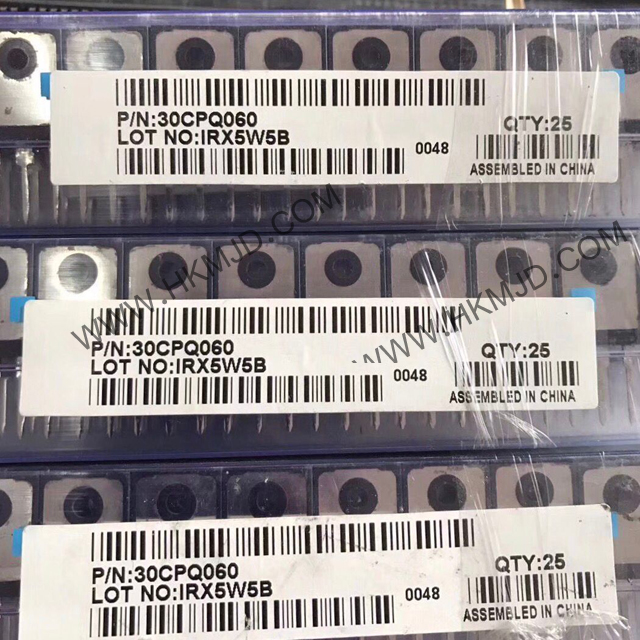 P/N:30CPQ060
LOT NO:IRX5W5B
0048
QTY:25
ASSEMBLED IN CHINA
WWW.HKMJD.COM
P/N:30CPQ060
LOT NO:IRX5W5B
0048
QTY:25
ASSEMBLED IN CHINA
WWW.HKMJD.COM
P/N:30CPQ060
LOT NO:IRX5W5B
0048
QTY:25
ASSEMBLED IN CHINA